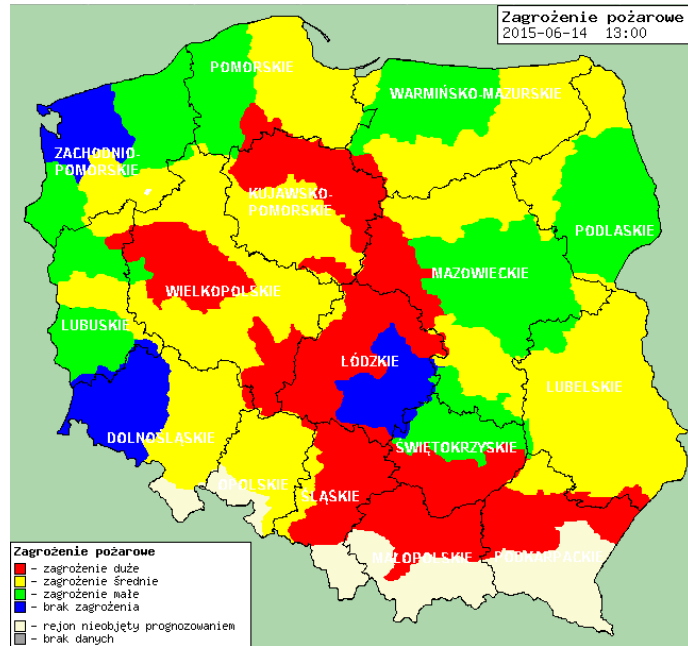 Zagrożenie pożarowe
2015-06-14 13:00
POMORSKIE
WARMIŃSKO-MAZURSKIE
ZACHODNIO-
POMORSKIE
KUJAWSKO-
POMORSKIE
PODLASKIE
MAZOWIECKIE
WIELKOPOLSKIE
LUBUSKIE
ŁÓDZKIE
LUBELSKIE
DOLNOŚLĄSKIE
ŚWIĘTOKRZYSKIE
OPOLSKIE
ŚLĄSKIE
MAŁOPOLSKIE
PODKARPACKIE
Zagrożenie pożarowe
- zagrożenie duże
- zagrożenie średnie
- zagrożenie małe
- brak zagrożenia
- rejon nieobjęty prognozowaniem
- brak danych